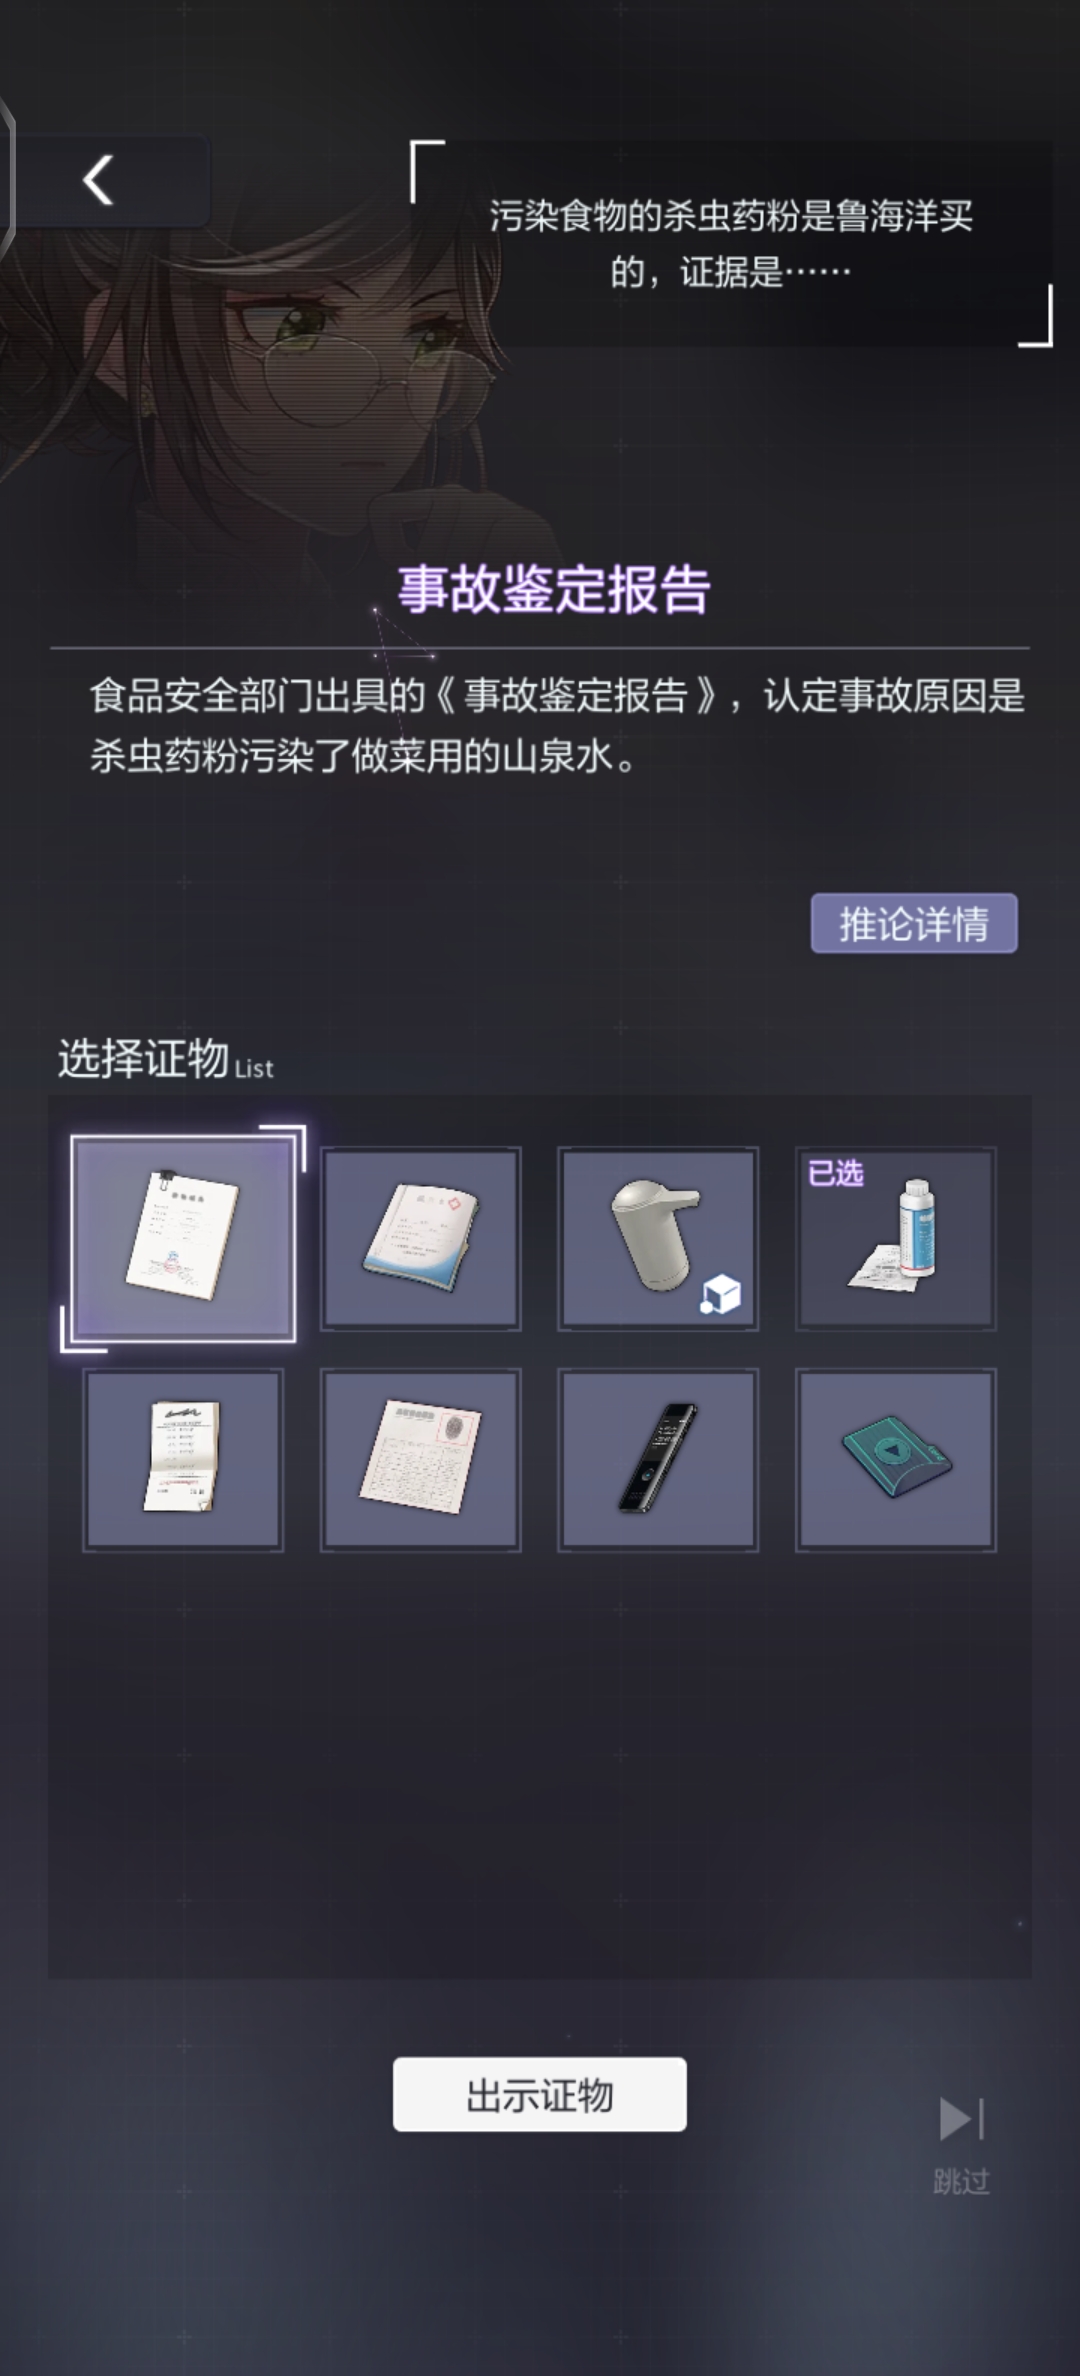 污染食物的杀虫药粉是鲁海洋买
的，证据是……
事故鉴定报告
食品安全部门出具的《事故鉴定报告》，认定事故原因是
杀虫药粉污染了做菜用的山泉水。
推论详情
选择证物 List
已选
出示证物
跳过